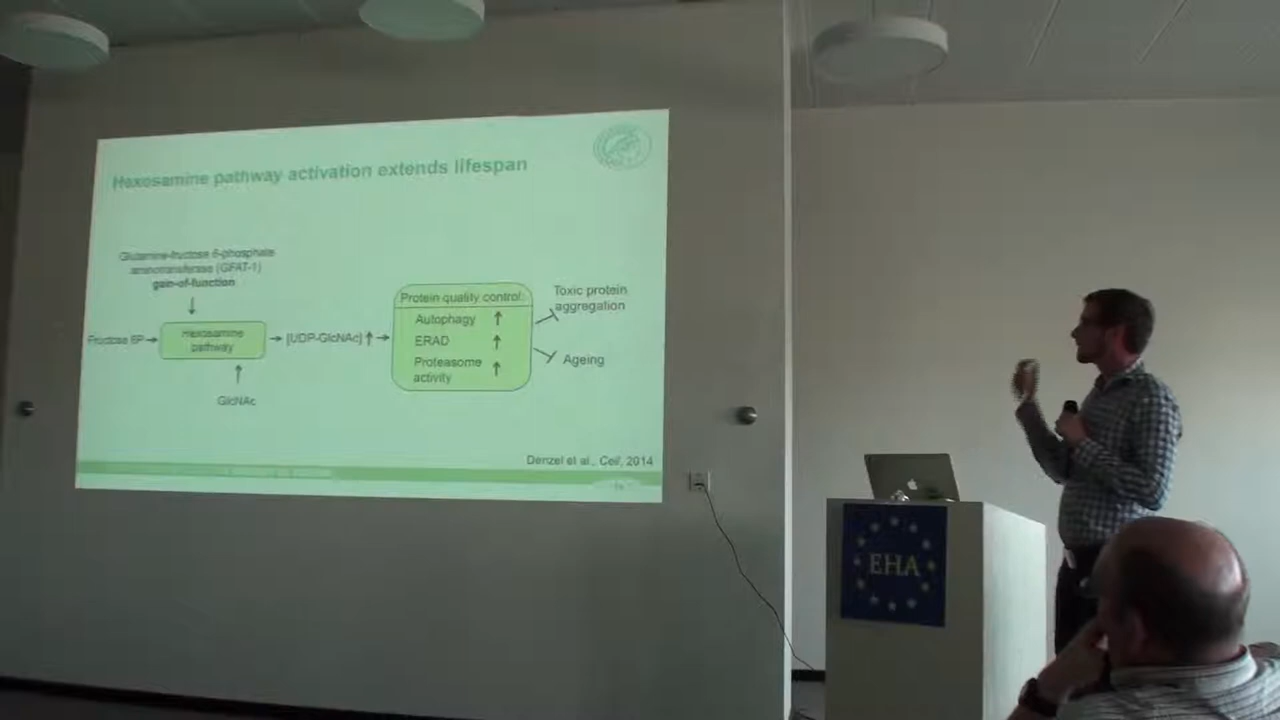 Hexosamine pathway activation extends lifespan
Glutamine-fructose 6-phosphate
aminotransferase (GFAT-1)
gain-of-function
Fructose 6P
Hexosamine
pathway
GlcNAc
[UDP-GlcNAc]
Protein quality control:
Autophagy
ERAD
Proteasome
activity
Toxic protein
aggregation
Ageing
Denzel et al., Cell, 2014
EHA